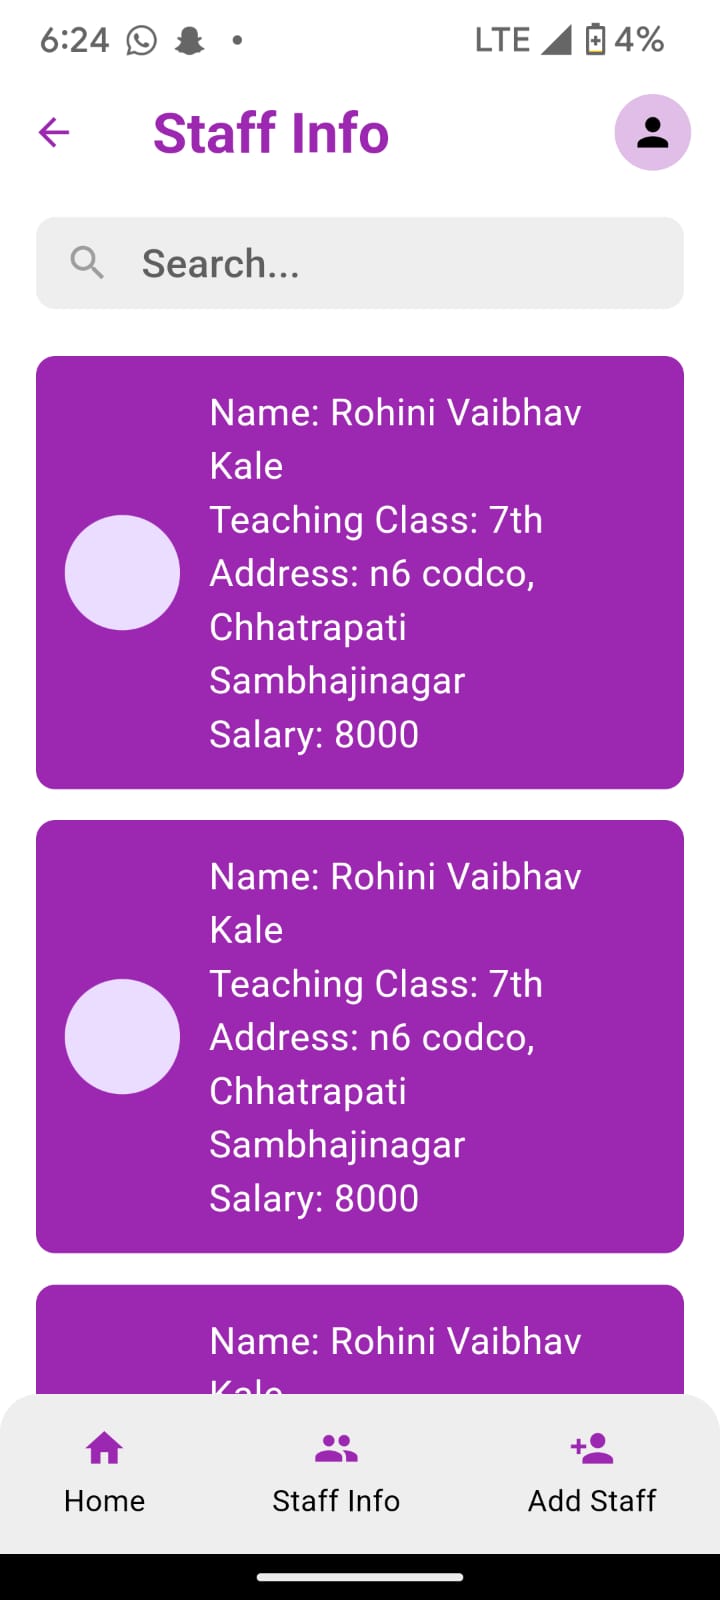 6:24 LTE 4%
Staff Info
Search...
Name: Rohini Vaibhav
Kale
Teaching Class: 7th
Address: n6 codco,
Chhatrapati
Sambhajinagar
Salary: 8000
Name: Rohini Vaibhav
Kale
Teaching Class: 7th
Address: n6 codco,
Chhatrapati
Sambhajinagar
Salary: 8000
Name: Rohini Vaibhav
Kale
Home Staff Info Add Staff